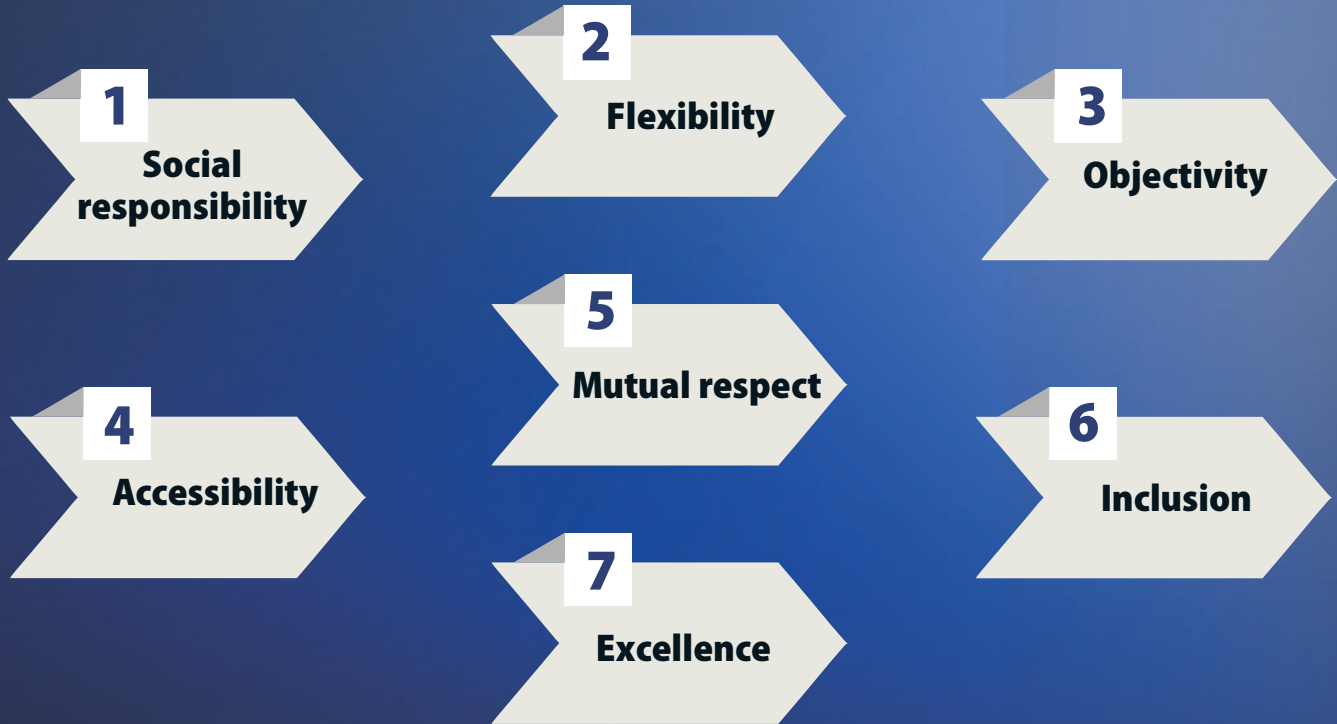 1
Social
responsibility
2
Flexibility
3
Objectivity
4
Accessibility
5
Mutual respect
6
Inclusion
7
Excellence